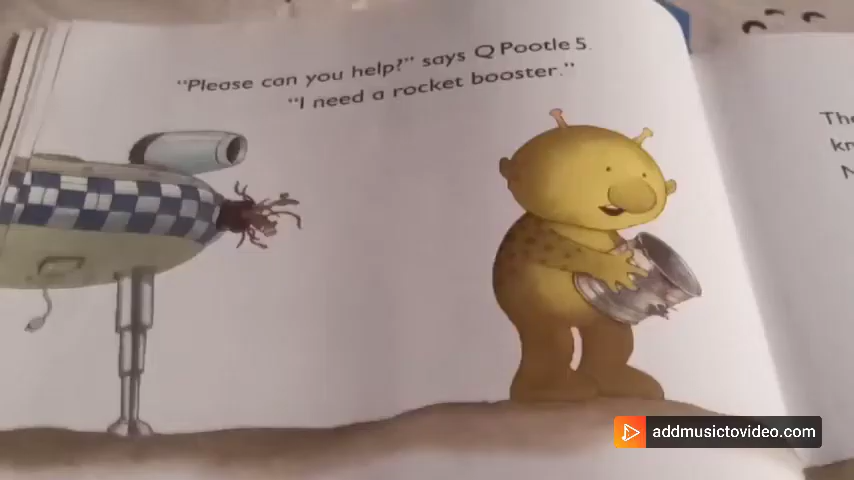 "Please can you help?" says Q Pootle 5.
"I need a rocket booster."
addmusictovideo.com